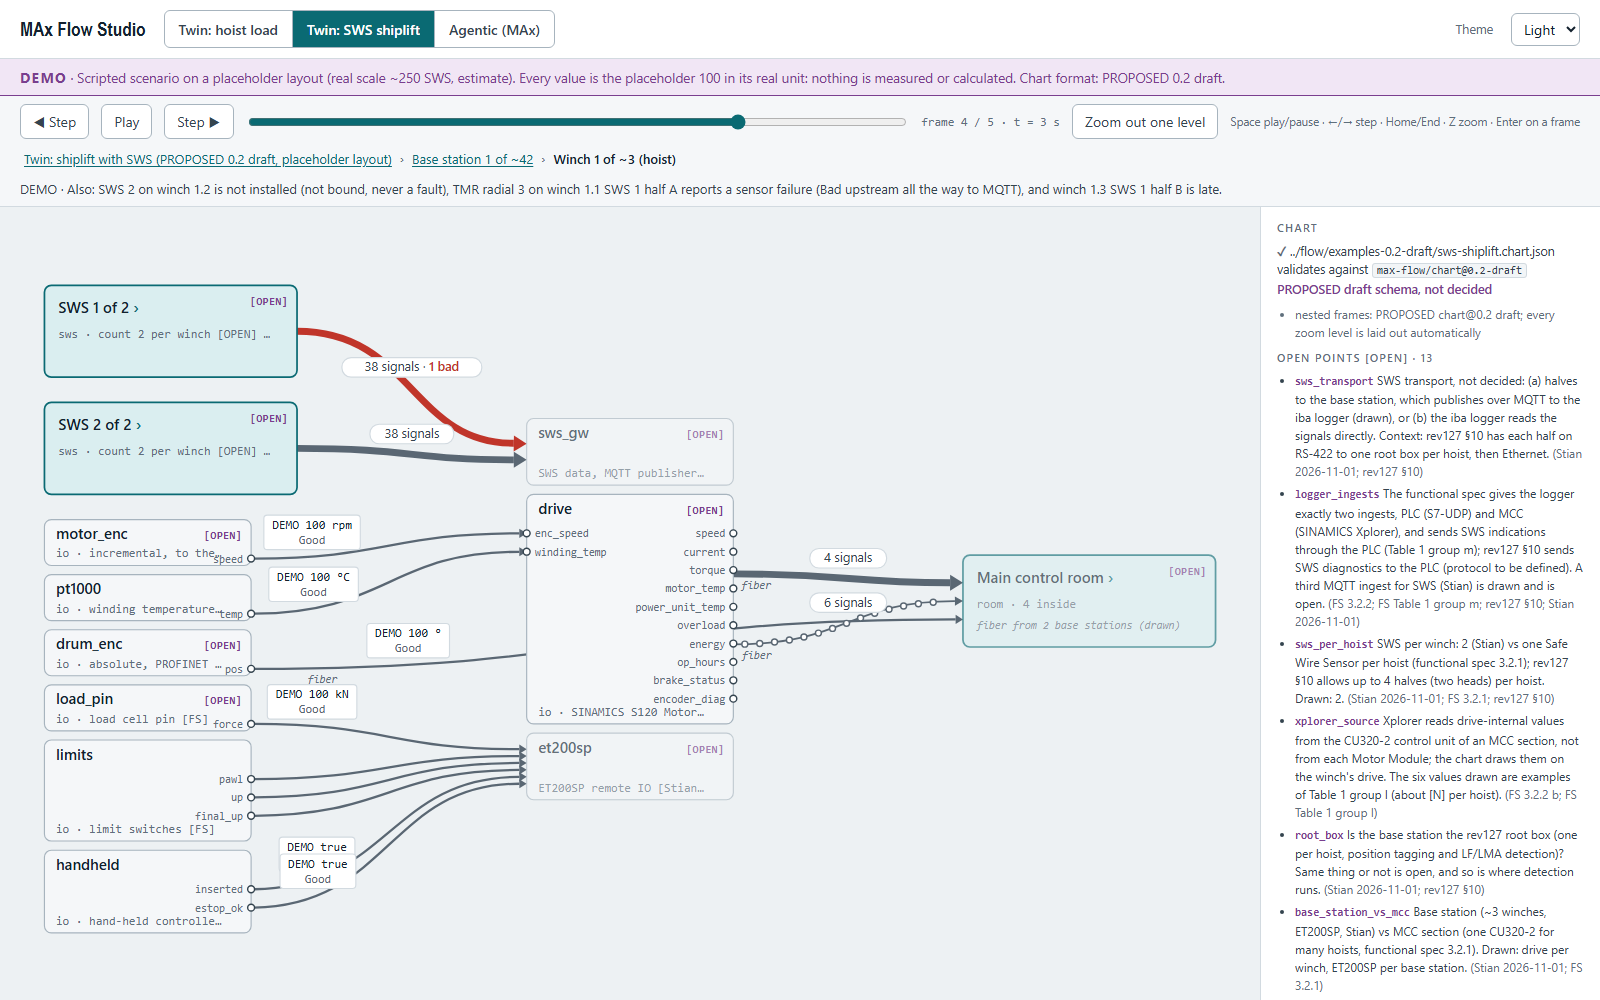 MAx Flow Studio
Twin: hoist load
Twin: SWS shiplift
Agentic (MAx)
Theme
Light
DEMO · Scripted scenario on a placeholder layout (real scale ~250 SWS, estimate). Every value is the placeholder 100 in its real unit: nothing is measured or calculated. Chart format: PROPOSED 0.2 draft.
◀ Step
Play
Step ▶
frame 4 / 5 · t = 3 s
Zoom out one level
Space play/pause · ←/→ step · Home/End · Z zoom · Enter on a frame
Twin: shiplift with SWS (PROPOSED 0.2 draft, placeholder layout) › Base station 1 of ~42 › Winch 1 of ~3 (hoist)
DEMO · Also: SWS 2 on winch 1.2 is not installed (not bound, never a fault), TMR radial 3 on winch 1.1 SWS 1 half A reports a sensor failure (Bad upstream all the way to MQTT), and winch 1.3 SWS 1 half B is late.
SWS 1 of 2 ›
[OPEN]
sws · count 2 per winch [OPEN] …
38 signals · 1 bad
SWS 2 of 2 ›
[OPEN]
sws · count 2 per winch [OPEN] …
38 signals
sws_gw
[OPEN]
SWS data, MQTT publisher…
motor_enc
[OPEN]
io · incremental, to the…
speed
DEMO 100 rpm
Good
pt1000
[OPEN]
io · winding temperature…
temp
DEMO 100 °C
Good
drum_enc
[OPEN]
io · absolute, PROFINET …
pos
DEMO 100 °
Good
fiber
load_pin
[OPEN]
io · load cell pin [FS]
force
DEMO 100 kN
Good
limits
pawl
up
final_up
io · limit switches [FS]
handheld
inserted
estop_ok
io · hand-held controlle…
DEMO true
DEMO true
Good
drive
[OPEN]
enc_speed
winding_temp
speed
current
torque
motor_temp
power_unit_temp
overload
energy
op_hours
brake_status
encoder_diag
io · SINAMICS S120 Motor…
et200sp
[OPEN]
ET200SP remote IO [Stian…
4 signals
fiber
6 signals
fiber
Main control room ›
[OPEN]
room · 4 inside
fiber from 2 base stations (drawn)
CHART
✓ ../flow/examples-0.2-draft/sws-shiplift.chart.json
validates against max-flow/chart@0.2-draft
PROPOSED draft schema, not decided
• nested frames: PROPOSED chart@0.2 draft; every
zoom level is laid out automatically
OPEN POINTS [OPEN] · 13
• sws_transport SWS transport, not decided: (a) halves
to the base station, which publishes over MQTT to the
iba logger (drawn), or (b) the iba logger reads the
signals directly. Context: rev127 §10 has each half on
RS-422 to one root box per hoist, then Ethernet. (Stian
2026-11-01; rev127 §10)
• logger_ingests The functional spec gives the logger
exactly two ingests, PLC (S7-UDP) and MCC
(SINAMICS Xplorer), and sends SWS indications
through the PLC (Table 1 group m); rev127 §10 sends
SWS diagnostics to the PLC (protocol to be defined). A
third MQTT ingest for SWS (Stian) is drawn and is
open. (FS 3.2.2; FS Table 1 group m; rev127 §10; Stian
2026-11-01)
• sws_per_hoist SWS per winch: 2 (Stian) vs one Safe
Wire Sensor per hoist (functional spec 3.2.1); rev127
§10 allows up to 4 halves (two heads) per hoist.
Drawn: 2. (Stian 2026-11-01; FS 3.2.1; rev127 §10)
• xplorer_source Xplorer reads drive-internal values
from the CU320-2 control unit of an MCC section, not
from each Motor Module; the chart draws them on
the winch's drive. The six values drawn are examples
of Table 1 group l (about [N] per hoist). (FS 3.2.2 b; FS
Table 1 group l)
• root_box Is the base station the rev127 root box (one
per hoist, position tagging and LF/LMA detection)?
Same thing or not is open, and so is where detection
runs. (Stian 2026-11-01; rev127 §10)
• base_station_vs_mcc Base station (~3 winches,
ET200SP, Stian) vs MCC section (one CU320-2 for
many hoists, functional spec 3.2.1). Drawn: drive per
winch, ET200SP per base station. (Stian 2026-11-01; FS
3.2.1)